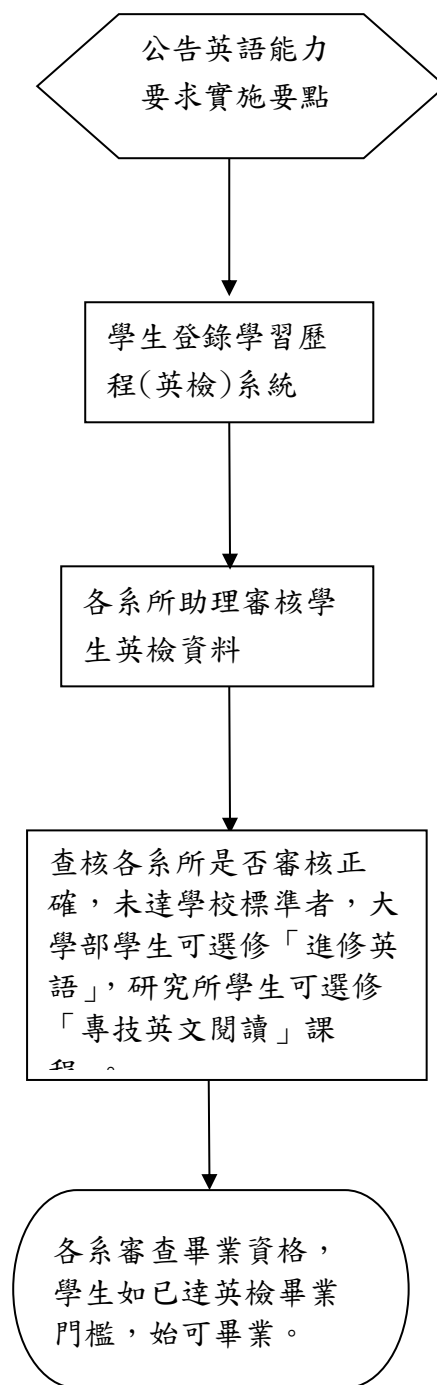 公告英語能力
要求實施要點
學生登錄學習歷
程(英檢)系統
各系所助理審核學
生英檢資料
查核各系所是否審核正
確，未達學校標準者，大
學部學生可選修「進修英
語」，研究所學生可選修
「專技英文閱讀」課
程 。
各系審查畢業資格，
學生如已達英檢畢業
門檻，始可畢業。